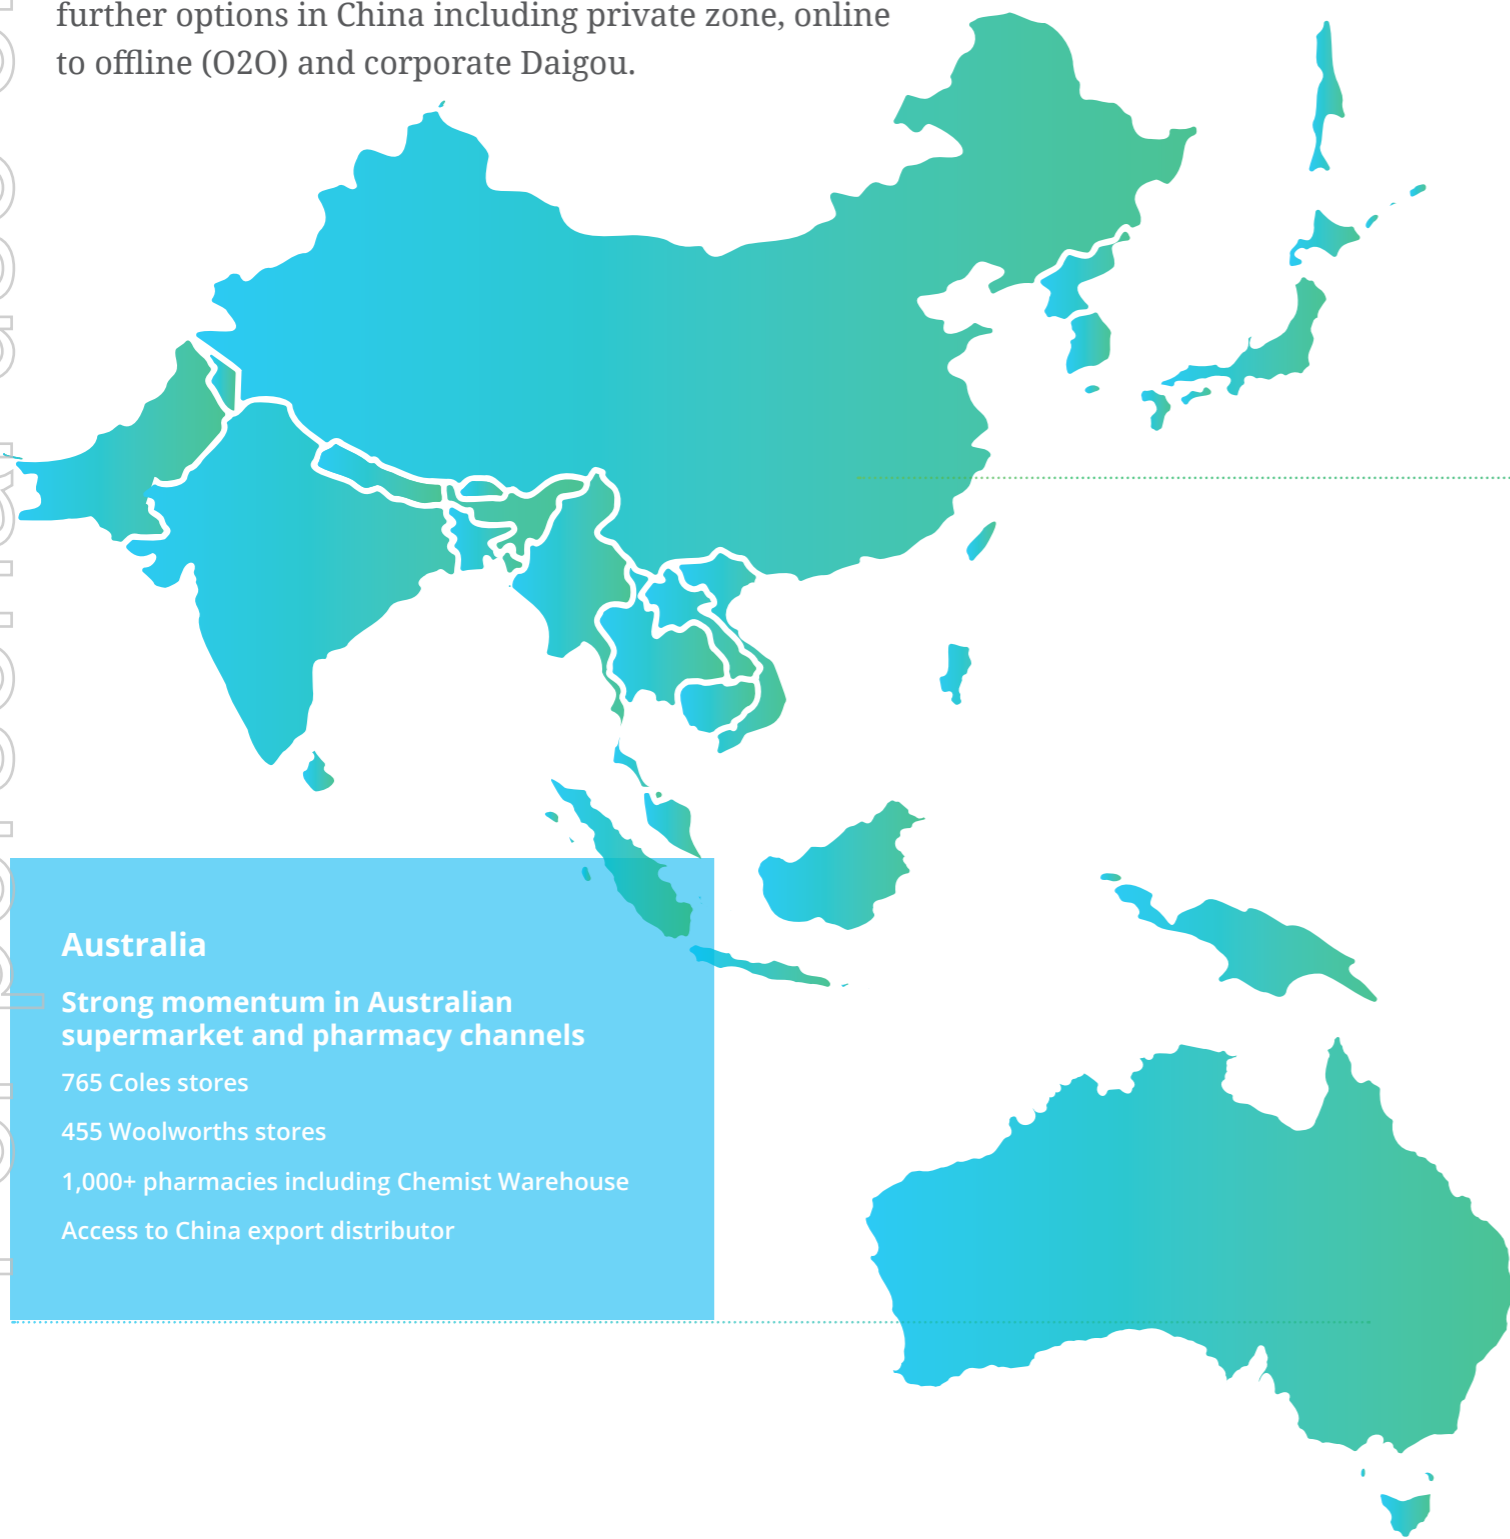 further options in China including private zone, online
to offline (O2O) and corporate Daigou.
Australia
Strong momentum in Australian
supermarket and pharmacy channels
765 Coles stores
455 Woolworths stores
1,000+ pharmacies including Chemist Warehouse
Access to China export distributor